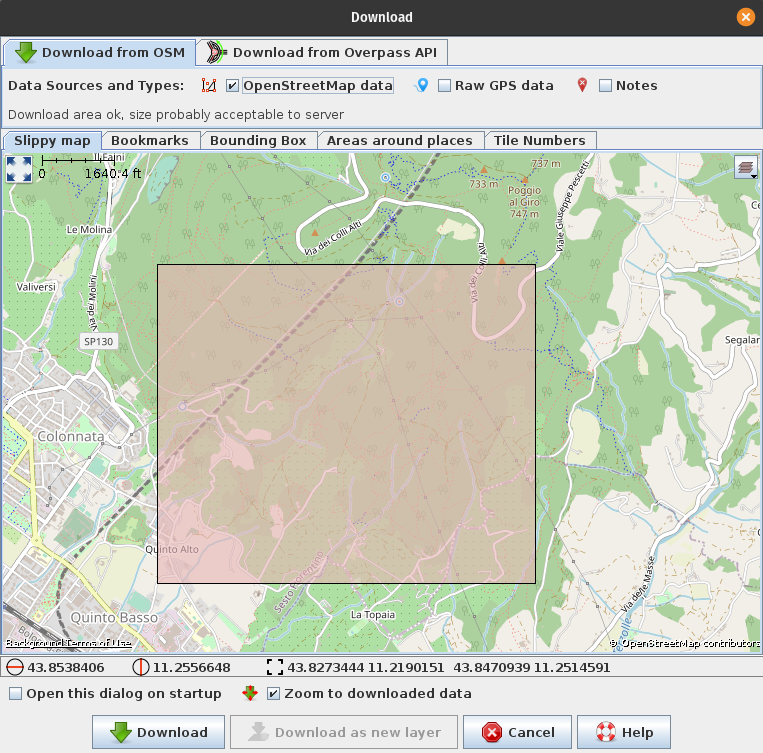 Download
Download from OSM
Download from Overpass API
Data Sources and Types:
OpenStreetMap data
Raw GPS data
Notes
Download area ok, size probably acceptable to server
Slippy map
Bookmarks
Bounding Box
Areas around places
Tile Numbers
0
1640.4 ft
737 m
733 m
Poggio
al Giro
747 m
Viale Giuseppe Pescetti
Le Molina
Via dei Colli Alti
Via dei Colli Alti
Valiversi
Via dei Molini
SP130
Segalar
Colonnata
Quinto Alto
Sesto Fiorentino
Quinto Basso
La Topaia
Via delle Masse
Background Terms of Use
© OpenStreetMap contributors
43.8538406
11.2556648
43.8273444 11.2190151 43.8470939 11.2514591
Open this dialog on startup
Zoom to downloaded data
Download
Download as new layer
Cancel
Help